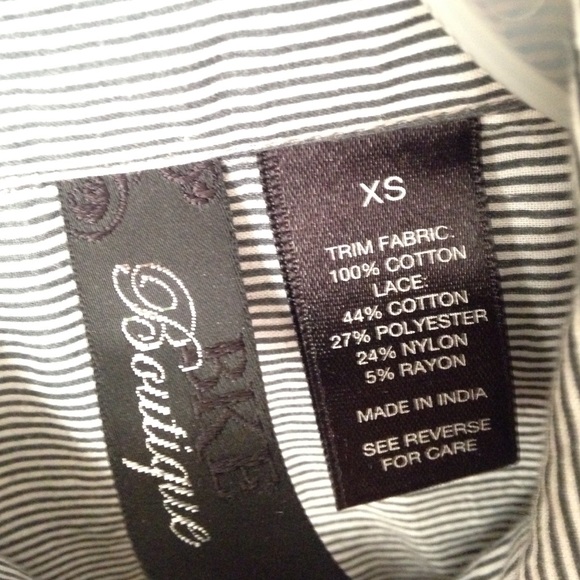 BKE
Boutique
XS
TRIM FABRIC:
100% COTTON
LACE:
44% COTTON
27% POLYESTER
24% NYLON
5% RAYON
MADE IN INDIA
SEE REVERSE
FOR CARE